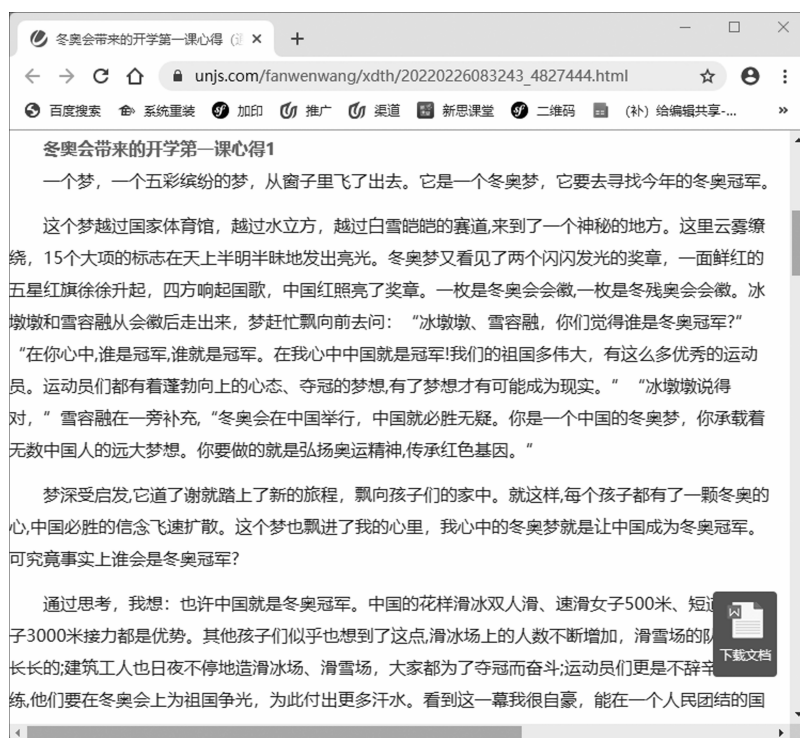 冬奥会带来的开学第一课心得（
unjs.com/fanwenwang/xdth/20220226083243_4827444.html
百度搜索 系统重装 加印 推广 渠道 新思课堂 二维码 (补) 给编辑共享-... »
冬奥会带来的开学第一课心得1
一个梦，一个五彩缤纷的梦，从窗子里飞了出去。它是一个冬奥梦，它要去寻找今年的冬奥冠军。
这个梦越过国家体育馆，越过水立方，越过白雪皑皑的赛道,来到了一个神秘的地方。这里云雾缭
绕，15个大项的标志在天上半明半昧地发出亮光。冬奥梦又看见了两个闪闪发光的奖章，一面鲜红的
五星红旗徐徐升起，四方响起国歌，中国红照亮了奖章。一枚是冬奥会会徽,一枚是冬残奥会会徽。冰
墩墩和雪容融从会徽后走出来，梦赶忙飘向前去问：“冰墩墩、雪容融，你们觉得谁是冬奥冠军?”
“在你心中,谁是冠军,谁就是冠军。在我心中中国就是冠军!我们的祖国多伟大，有这么多优秀的运动
员。运动员们都有着蓬勃向上的心态、夺冠的梦想,有了梦想才有可能成为现实。”“冰墩墩说得
对，”雪容融在一旁补充,“冬奥会在中国举行，中国就必胜无疑。你是一个中国的冬奥梦，你承载着
无数中国人的远大梦想。你要做的就是弘扬奥运精神,传承红色基因。”
梦深受启发,它道了谢就踏上了新的旅程，飘向孩子们的家中。就这样,每个孩子都有了一颗冬奥的
心,中国必胜的信念飞速扩散。这个梦也飘进了我的心里，我心中的冬奥梦就是让中国成为冬奥冠军。
可究竟事实上谁会是冬奥冠军?
通过思考，我想：也许中国就是冬奥冠军。中国的花样滑冰双人滑、速滑女子500米、短道
子3000米接力都是优势。其他孩子们似乎也想到了这点,滑冰场上的人数不断增加，滑雪场的队
长长的;建筑工人也日夜不停地造滑冰场、滑雪场，大家都为了夺冠而奋斗;运动员们更是不辞辛
练,他们要在冬奥会上为祖国争光，为此付出更多汗水。看到这一幕我很自豪，能在一个人民团结的国
下载文档